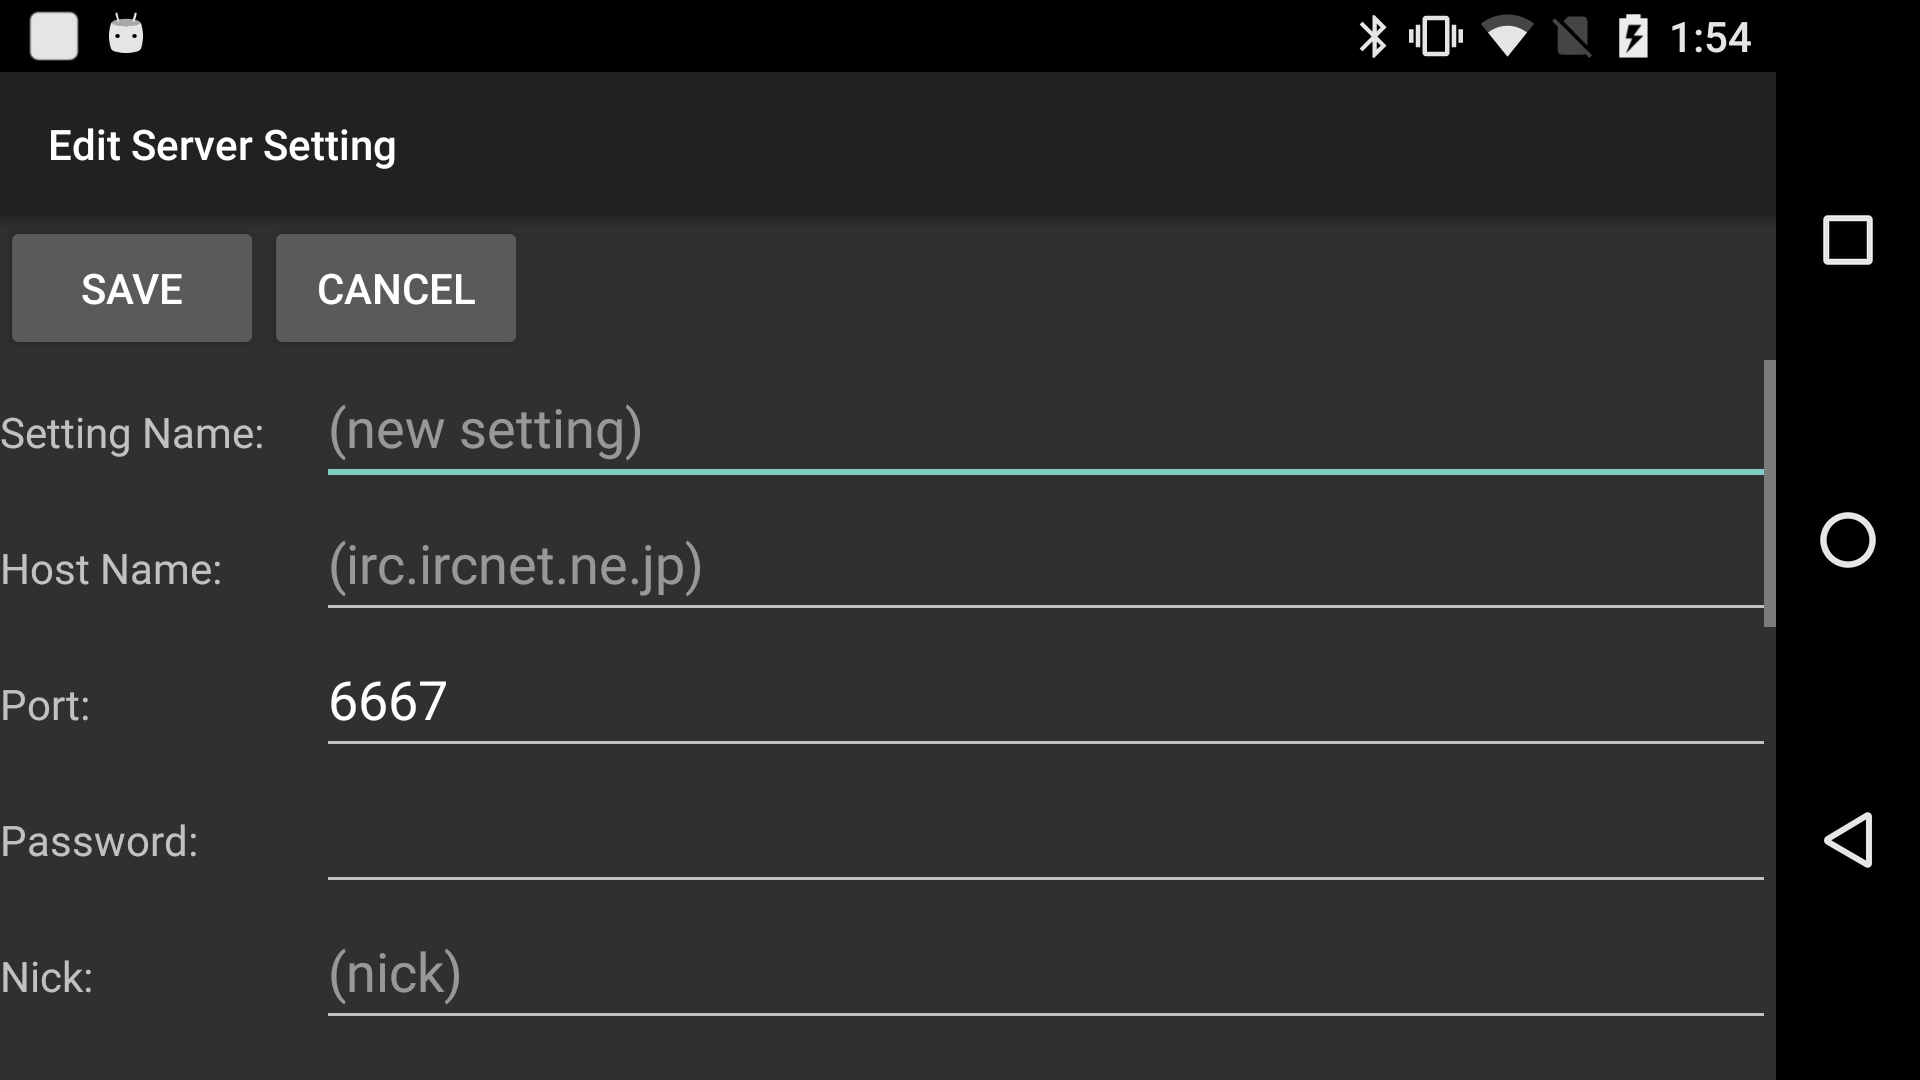 1:54
Edit Server Setting
SAVE CANCEL
Setting Name: (new setting)
Host Name: (irc.ircnet.ne.jp)
Port: 6667
Password:
Nick: (nick)